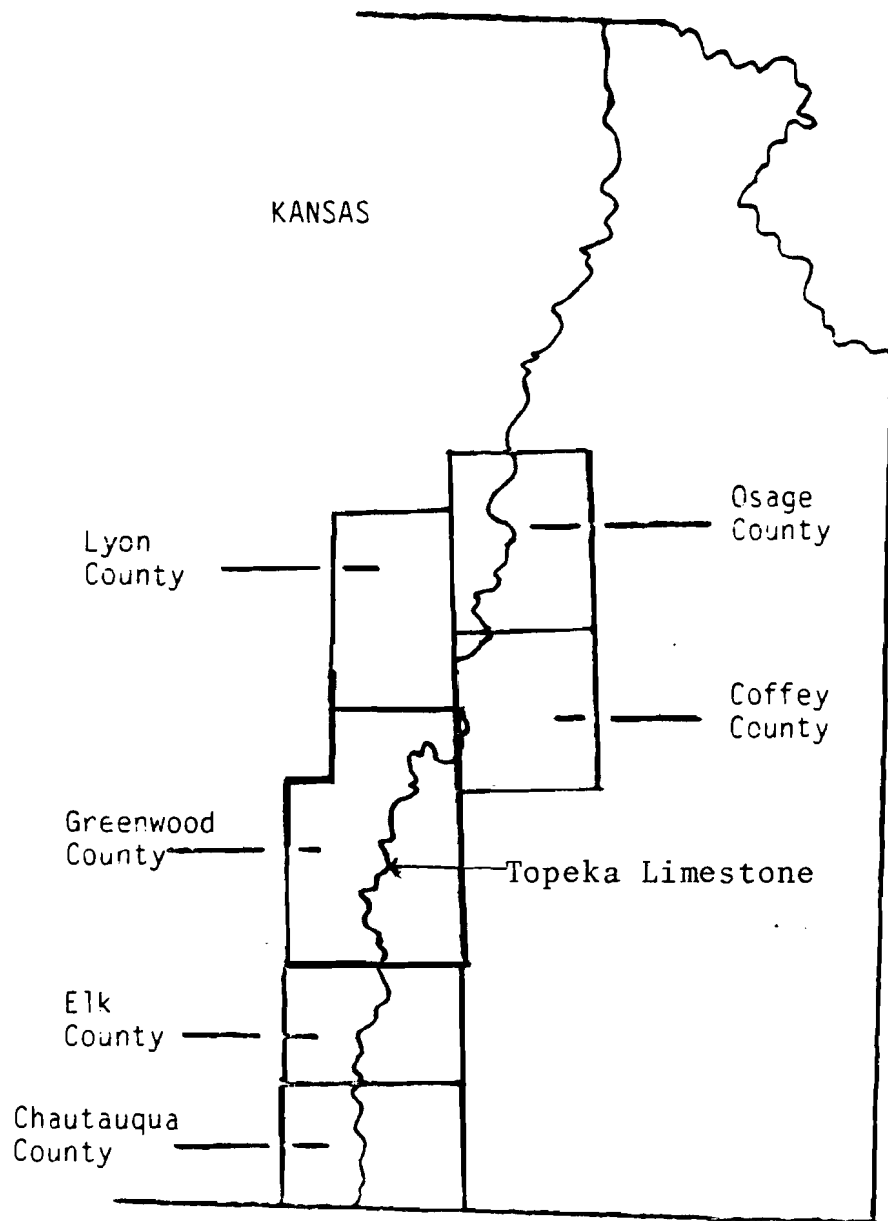 KANSAS
Osage
County
Lyon
County
Coffey
County
Greenwood
County
Topeka Limestone
Elk
County
Chautauqua
County